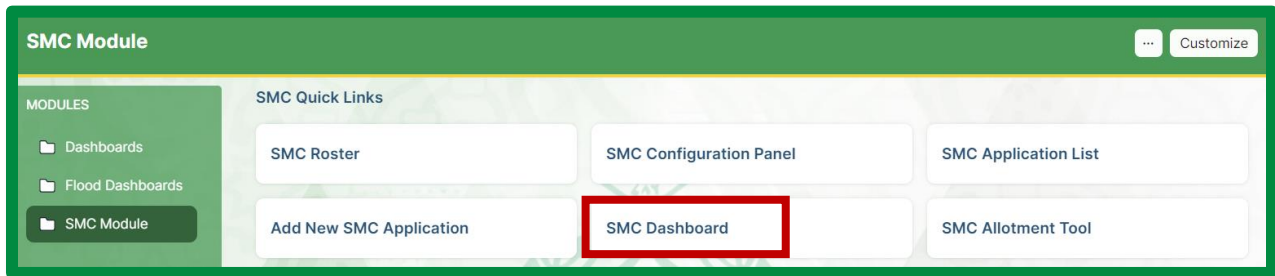 SMC Module
... Customize
MODULES
Dashboards
Flood Dashboards
SMC Module
SMC Quick Links
SMC Roster
SMC Configuration Panel
SMC Application List
Add New SMC Application
SMC Dashboard
SMC Allotment Tool